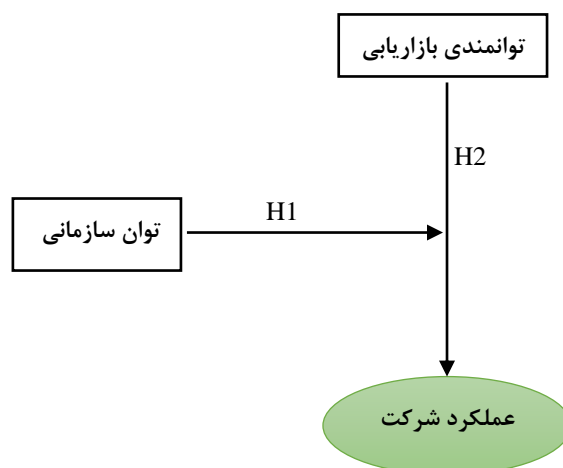 توانمندی بازاریابی
H2
H1
توان سازمانی
عملکرد شرکت